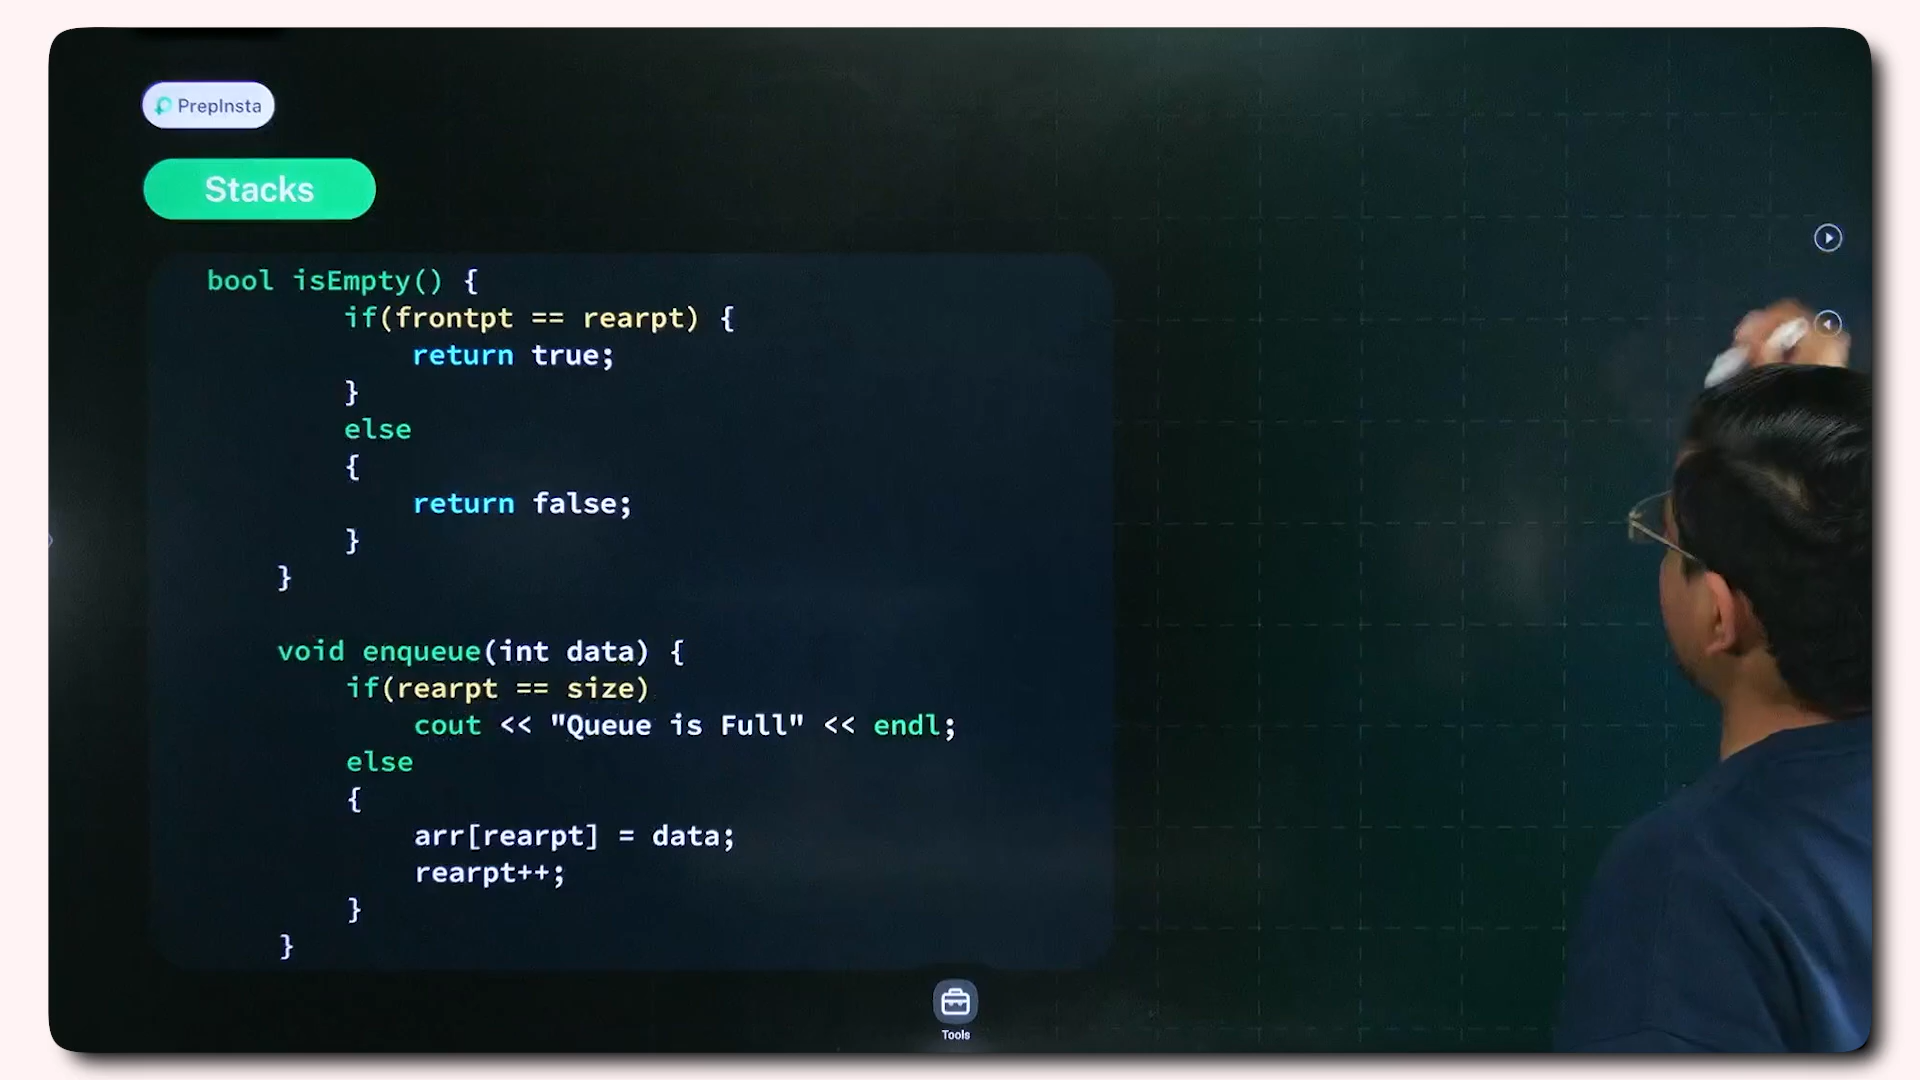 PrepInsta
Stacks
bool isEmpty() {
if(frontpt == rearpt) {
return true;
}
else
{
return false;
}
}
void enqueue(int data) {
if(rearpt == size)
cout << "Queue is Full" << endl;
else
{
arr[rearpt] = data;
rearpt++;
}
}
Tools